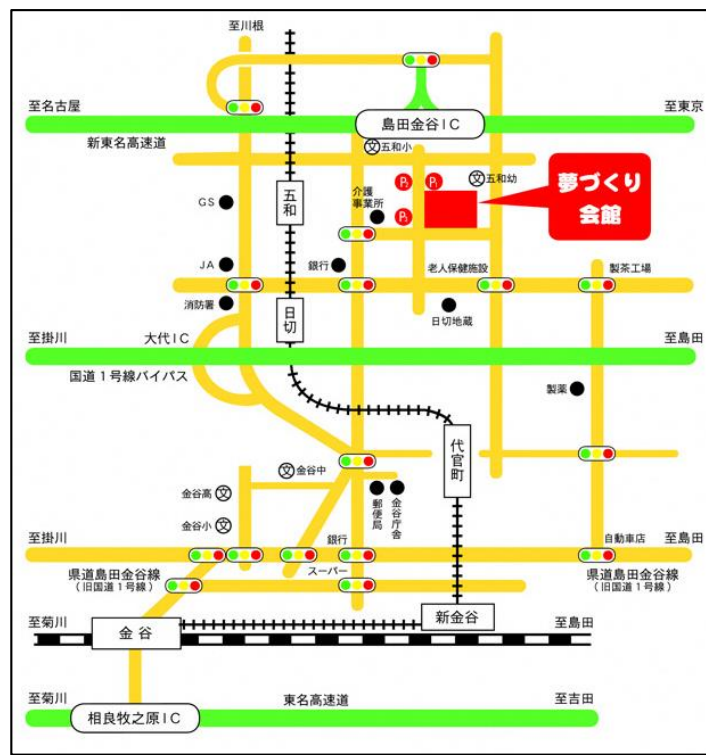 至川根
至名古屋
島田金谷IC
至東京
新東名高速道
文五和小
P
P
文五和幼
夢づくり
会館
GS
五和
介護
事業所
P
JA
銀行
老人保健施設
製茶工場
消防署
日切
日切地蔵
至掛川
大代IC
至島田
国道1号線バイパス
製薬
代官町
文金谷中
金谷高文
郵便局
金谷庁舎
金谷小文
至掛川
銀行
自動車店
至島田
県道島田金谷線
(旧国道1号線)
スーパー
県道島田金谷線
(旧国道1号線)
至菊川
金谷
新金谷
至島田
至菊川
相良牧之原IC
東名高速道
至吉田